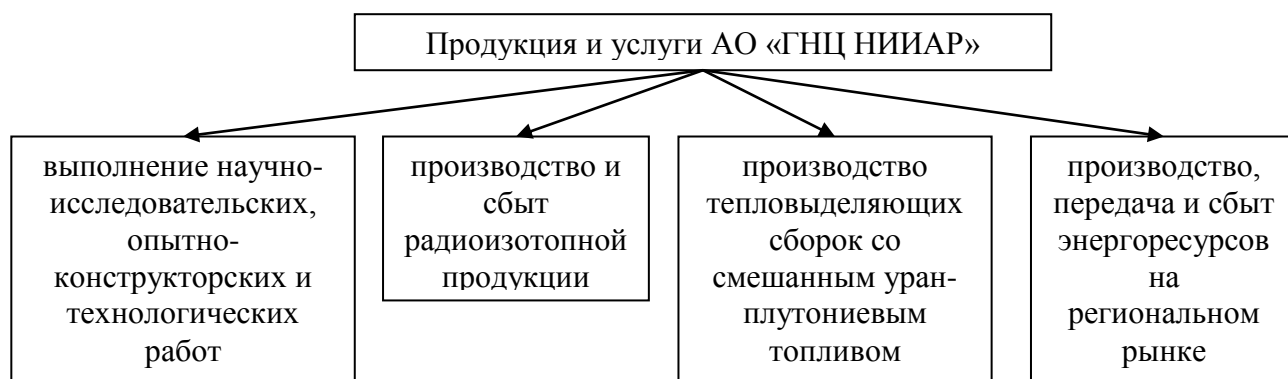 Продукция и услуги АО «ГНЦ НИИАР»
выполнение научно-
исследовательских,
опытно-
конструкторских и
технологических
работ
производство и
сбыт
радиоизотопной
продукции
производство
тепловыделяющих
сборок со
смешанным уран-
плутониевым
топливом
производство,
передача и сбыт
энергоресурсов
на
региональном
рынке